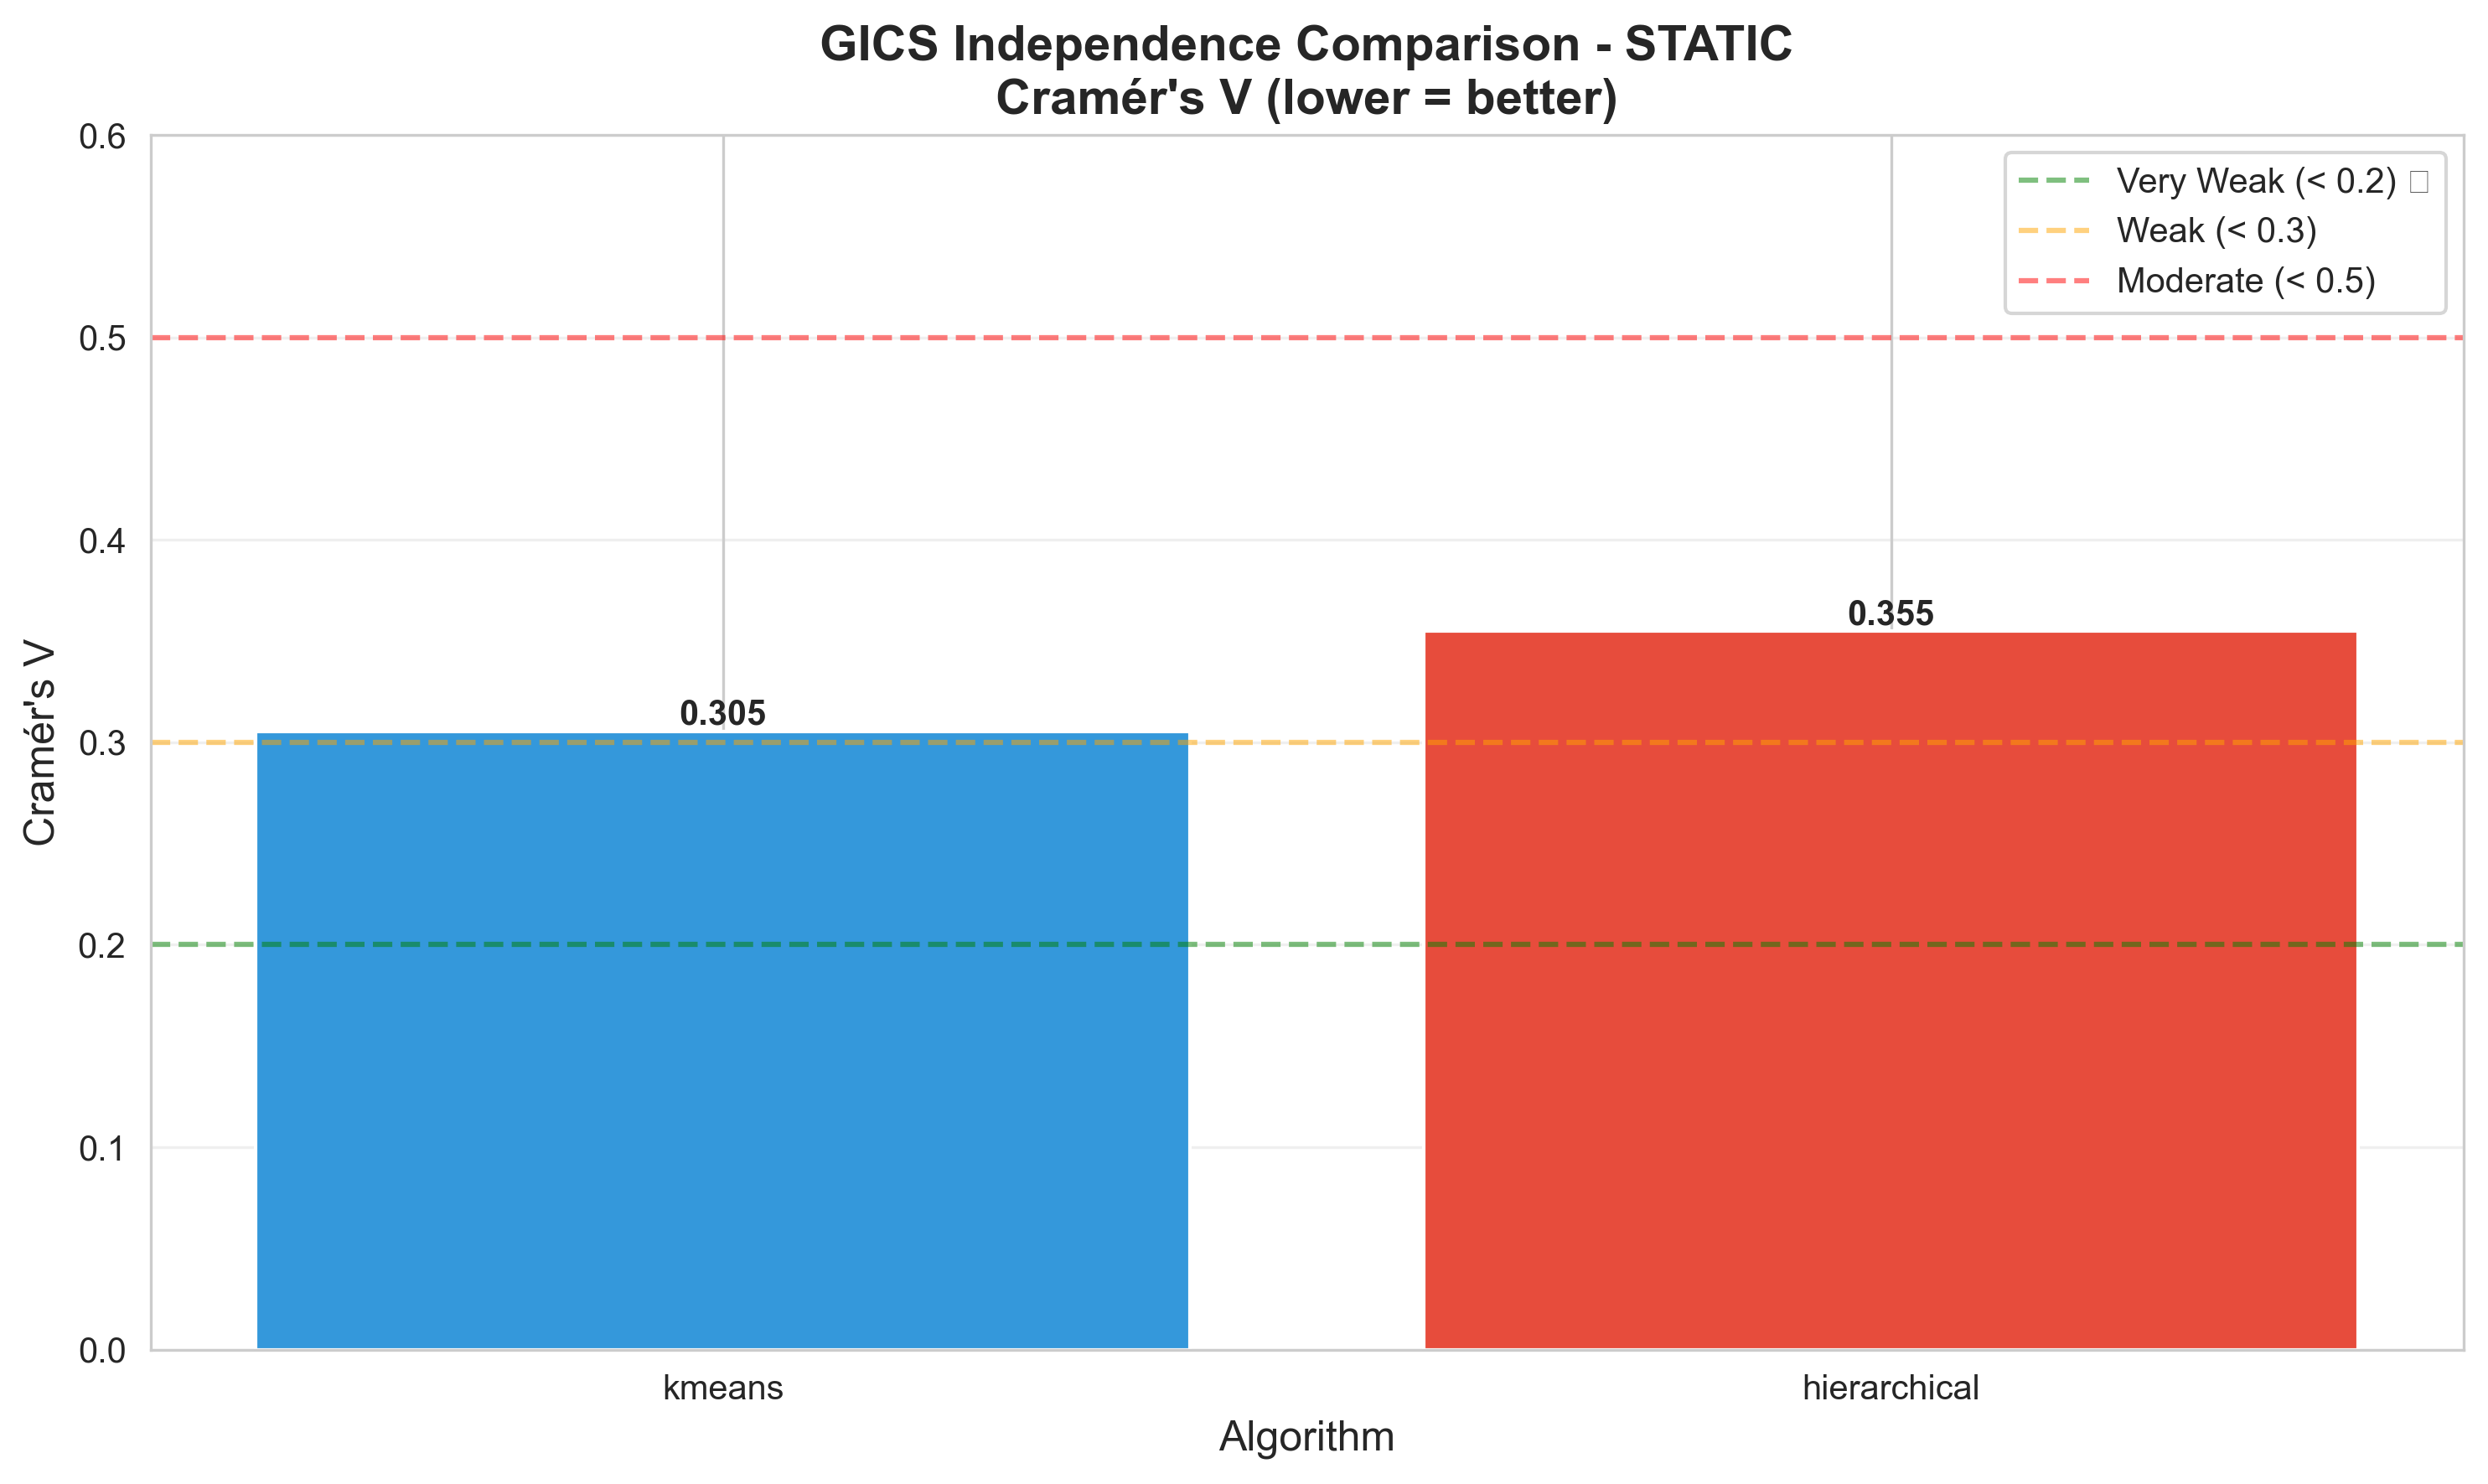 GICS Independence Comparison - STATIC
Cramér's V (lower = better)
0.6
0.5
0.4
0.3
0.2
0.1
0.0
Cramér's V
Very Weak (< 0.2) □
Weak (< 0.3)
Moderate (< 0.5)
0.305
0.355
kmeans
hierarchical
Algorithm